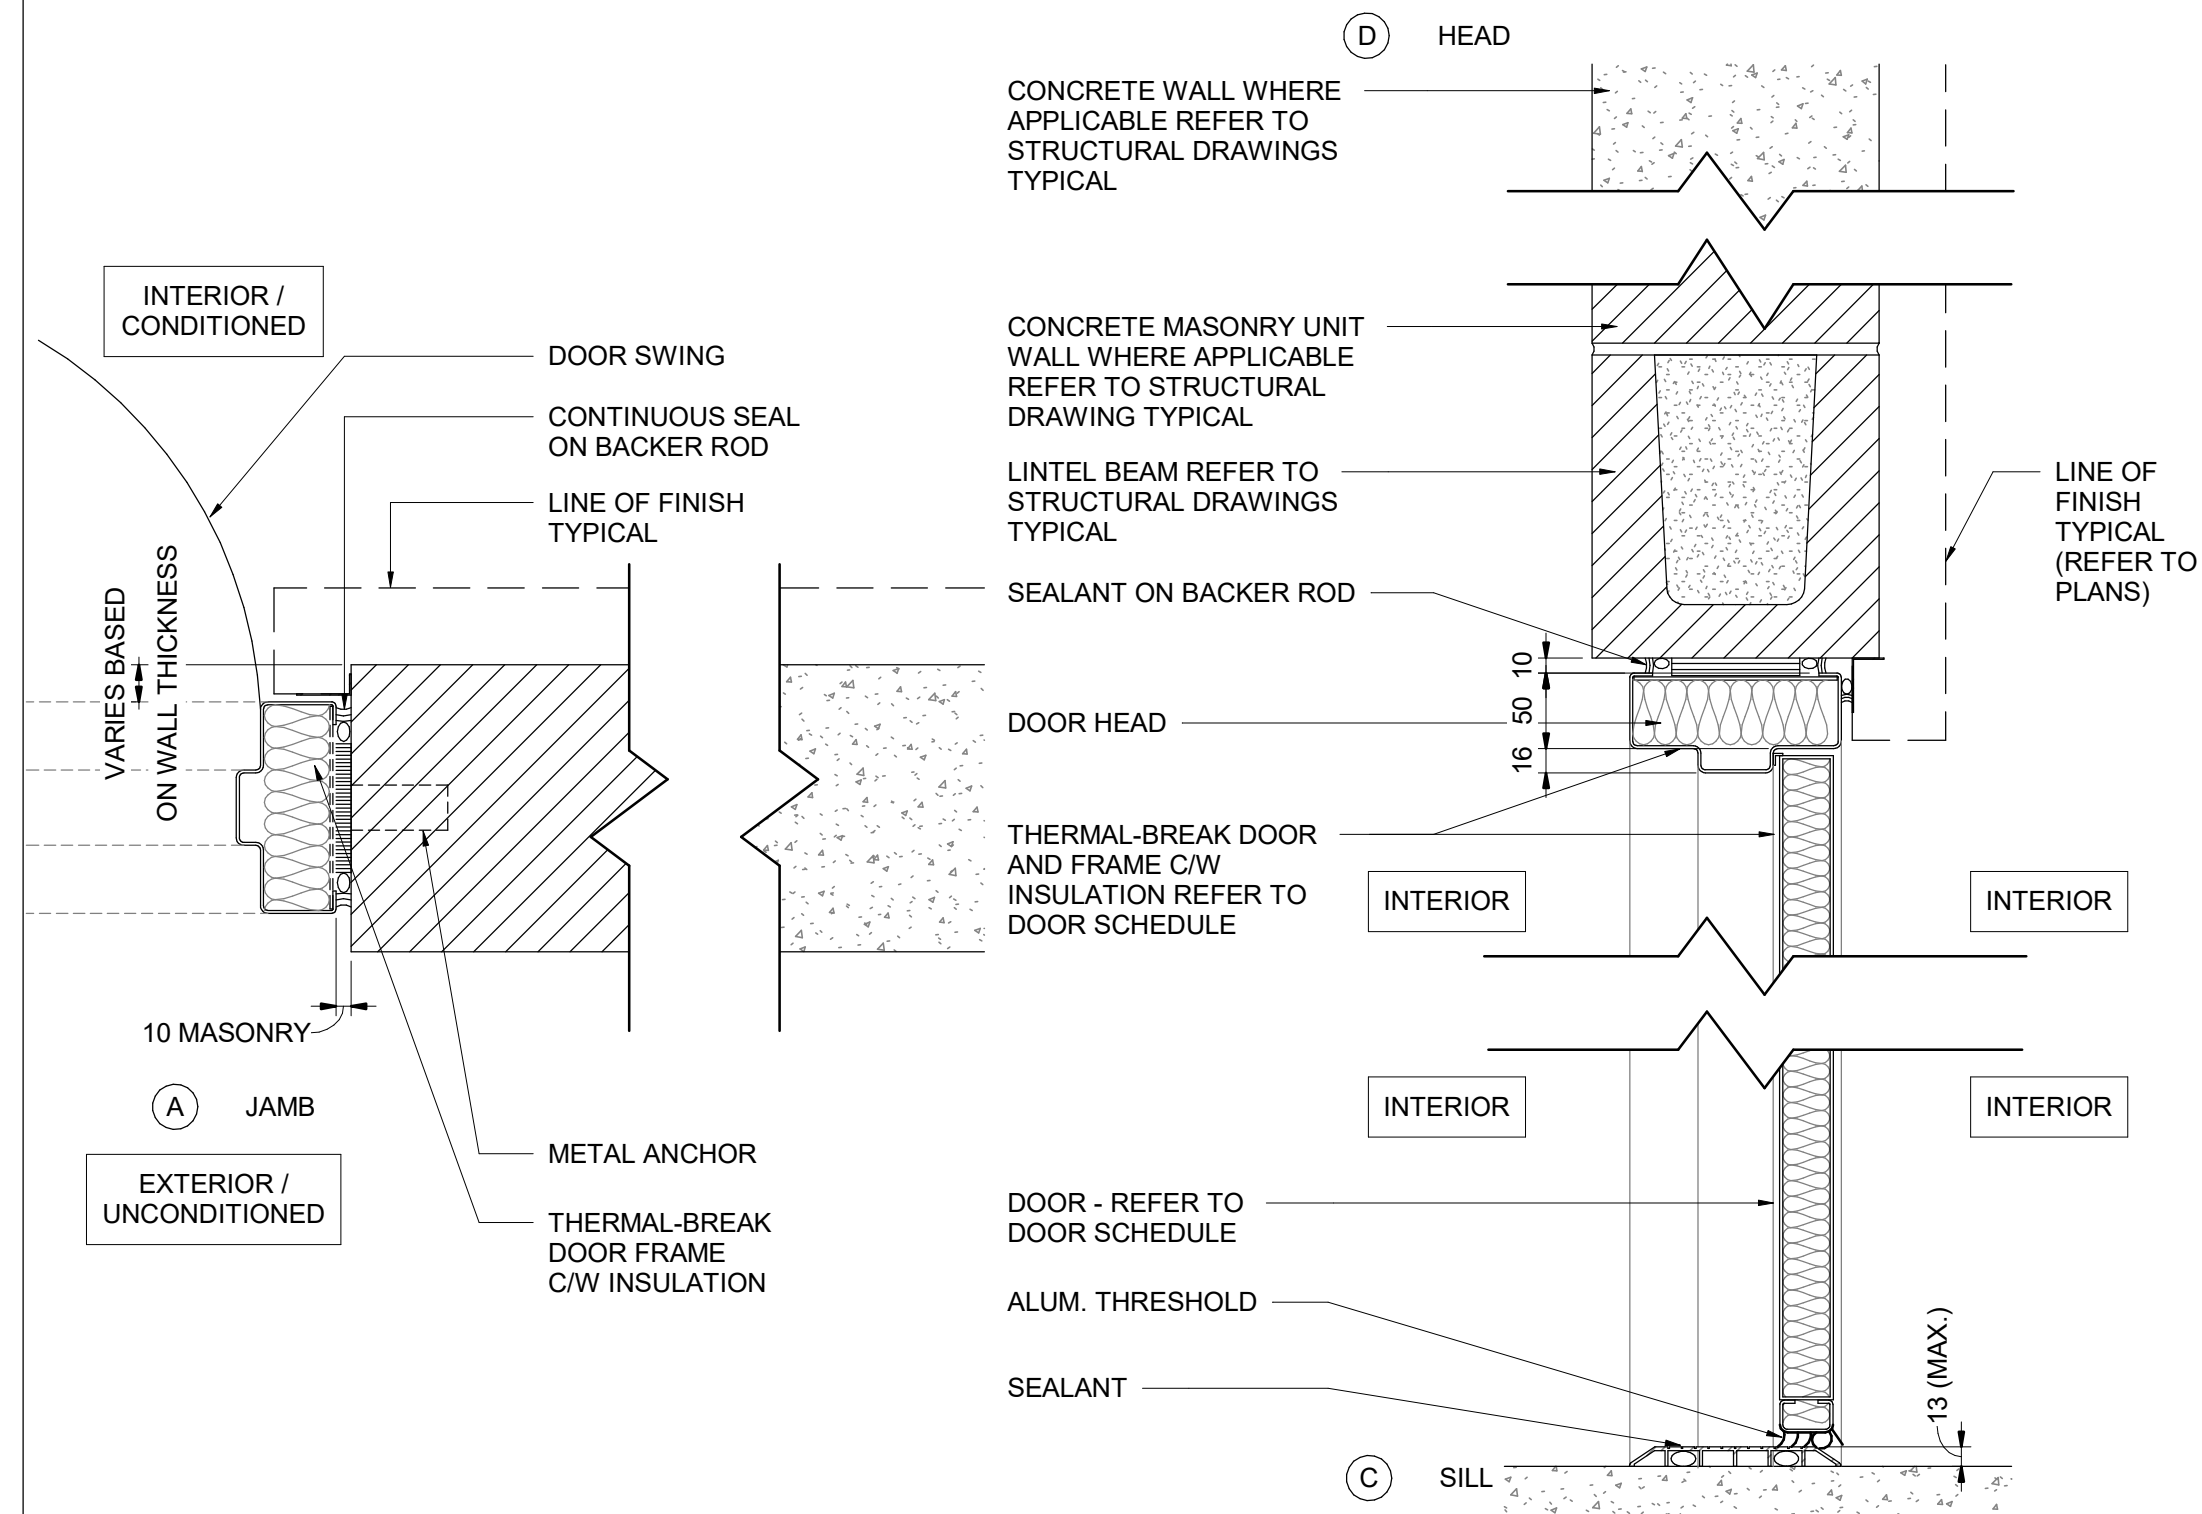 D HEAD
CONCRETE WALL WHERE
APPLICABLE REFER TO
STRUCTURAL DRAWINGS
TYPICAL
INTERIOR /
CONDITIONED
DOOR SWING
CONTINUOUS SEAL
ON BACKER ROD
LINE OF FINISH
TYPICAL
VARIES BASED
ON WALL THICKNESS
10 MASONRY
A JAMB
EXTERIOR /
UNCONDITIONED
METAL ANCHOR
THERMAL-BREAK
DOOR FRAME
C/W INSULATION
CONCRETE MASONRY UNIT
WALL WHERE APPLICABLE
REFER TO STRUCTURAL
DRAWING TYPICAL
LINTEL BEAM REFER TO
STRUCTURAL DRAWINGS
TYPICAL
LINE OF
FINISH
TYPICAL
(REFER TO
PLANS)
SEALANT ON BACKER ROD
10
50
16
DOOR HEAD
THERMAL-BREAK DOOR
AND FRAME C/W
INSULATION REFER TO
DOOR SCHEDULE
INTERIOR
INTERIOR
INTERIOR
INTERIOR
DOOR - REFER TO
DOOR SCHEDULE
ALUM. THRESHOLD
SEALANT
13 (MAX.)
C SILL